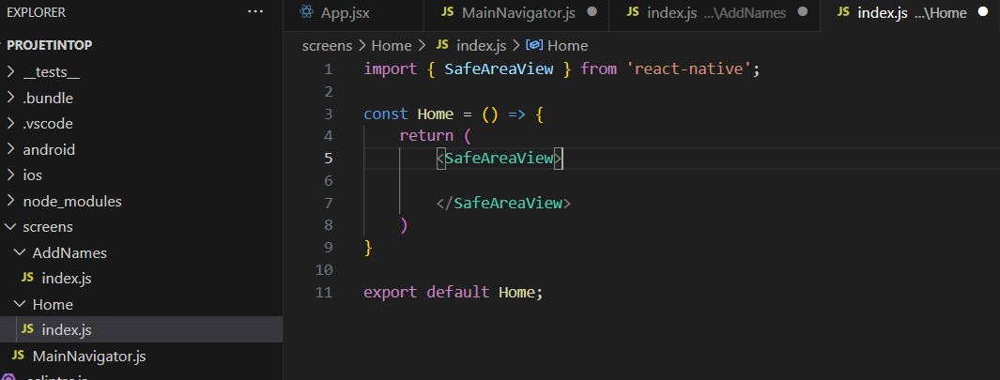 EXPLORER ...
PROJETINTOP
__tests__
.bundle
.vscode
android
ios
node_modules
screens
AddNames
JS index.js
Home
JS index.js
JS MainNavigator.js
App.jsx
JS MainNavigator.js
JS index.js ...\AddNames
JS index.js ...\Home
screens > Home > JS index.js > Home
1 import { SafeAreaView } from 'react-native';
2
3 const Home = () => {
4 return (
5 <SafeAreaView>
6
7 </SafeAreaView>
8 )
9 }
10
11 export default Home;